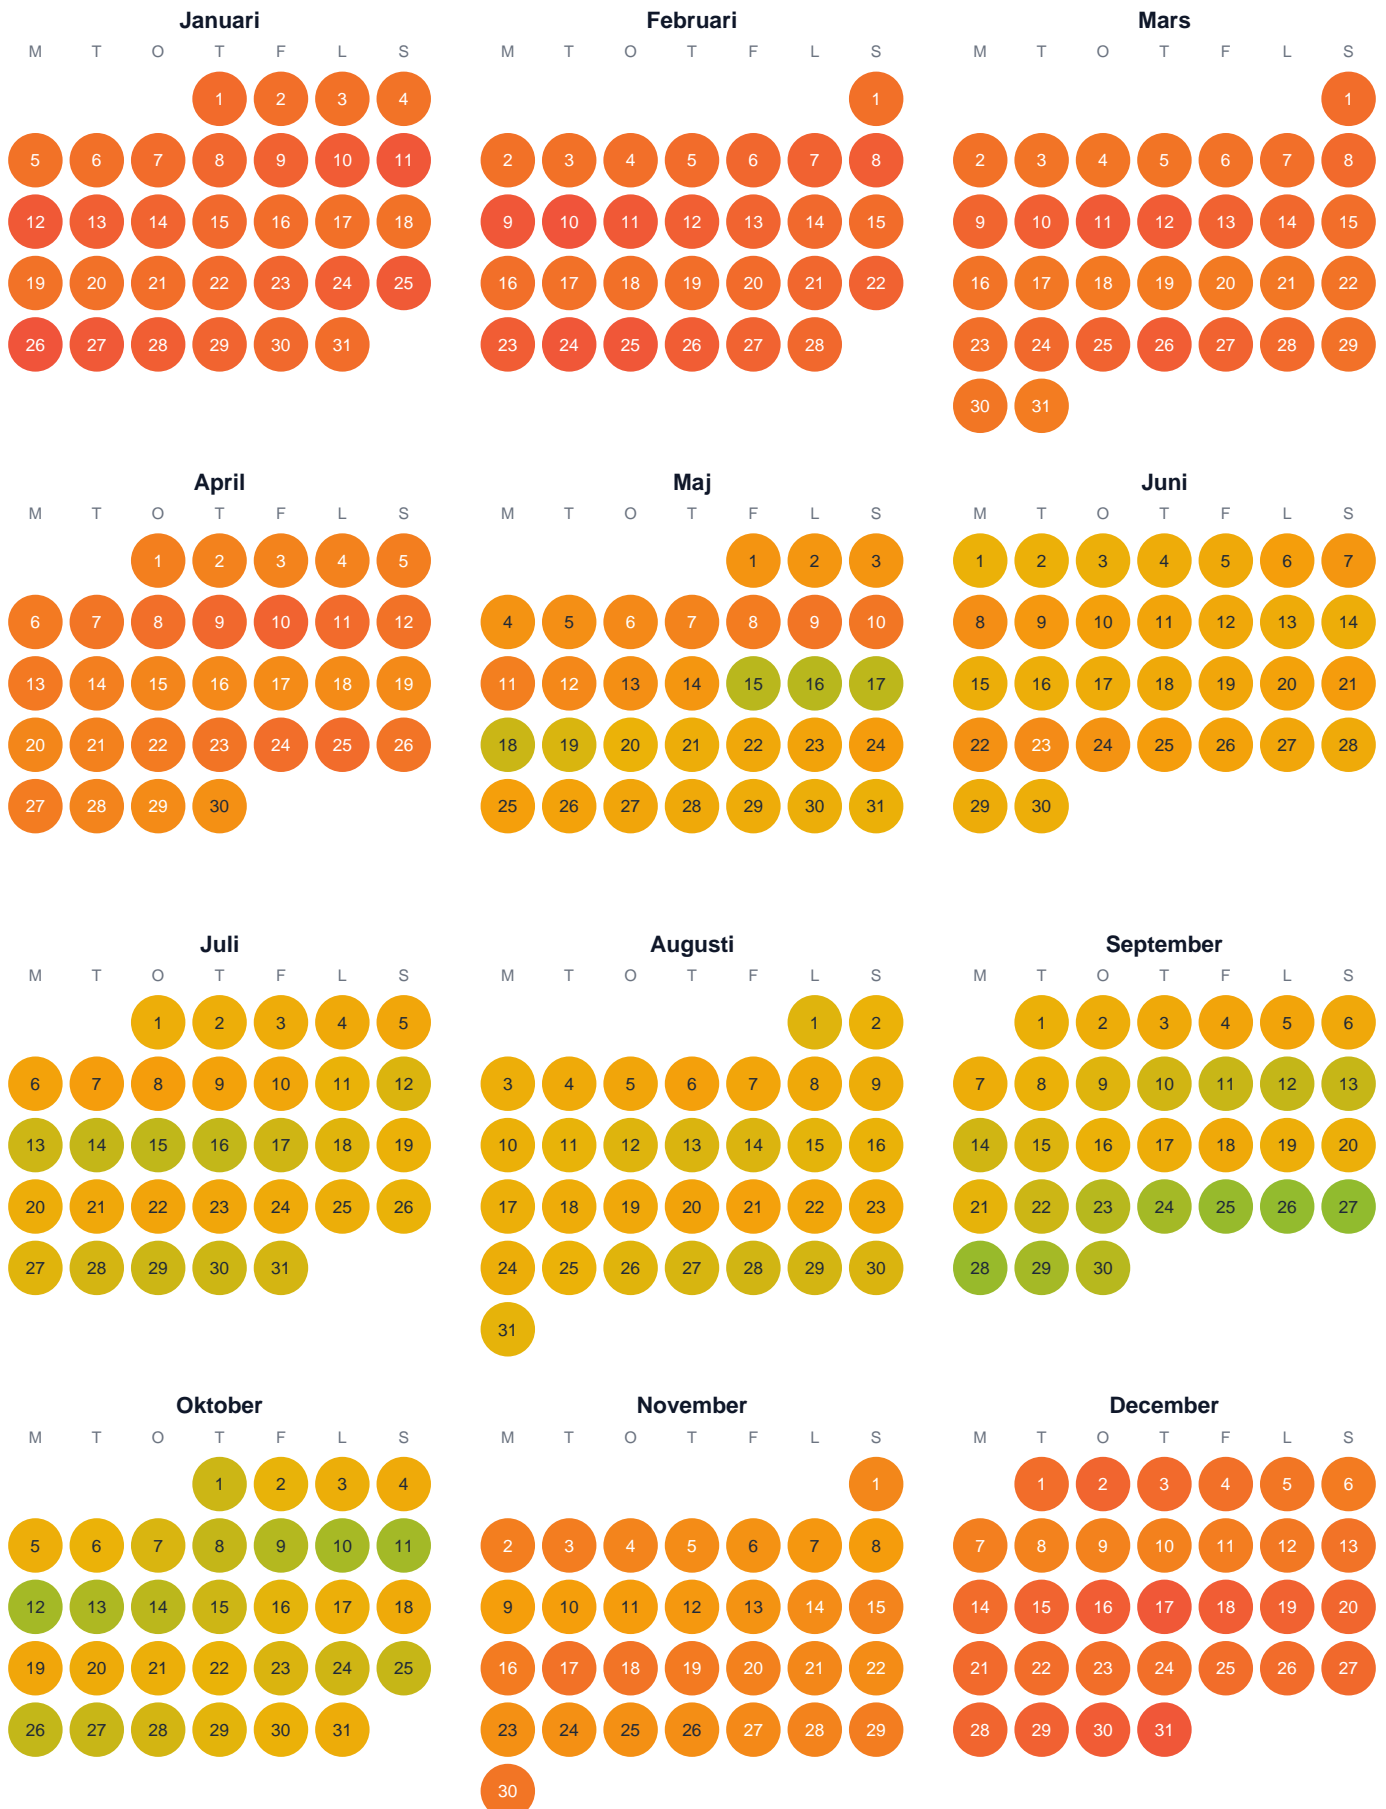 Januari Februari Mars
M T O T F L S M T O T F L S M T O T F L S
1 2 3 4 1 1
5 6 7 8 9 10 11 2 3 4 5 6 7 8 2 3 4 5 6 7 8
12 13 14 15 16 17 18 9 10 11 12 13 14 15 9 10 11 12 13 14 15
19 20 21 22 23 24 25 16 17 18 19 20 21 22 16 17 18 19 20 21 22
26 27 28 29 30 31 23 24 25 26 27 28 23 24 25 26 27 28 29
30 31
April Maj Juni
M T O T F L S M T O T F L S M T O T F L S
1 2 3 4 5 1 2 3 1 2 3 4 5 6 7
6 7 8 9 10 11 12 4 5 6 7 8 9 10 8 9 10 11 12 13 14
13 14 15 16 17 18 19 11 12 13 14 15 16 17 15 16 17 18 19 20 21
20 21 22 23 24 25 26 18 19 20 21 22 23 24 22 23 24 25 26 27 28
27 28 29 30 25 26 27 28 29 30 31 29 30
Juli Augusti September
M T O T F L S M T O T F L S M T O T F L S
1 2 3 4 5 1 2 1 2 3 4 5 6
6 7 8 9 10 11 12 3 4 5 6 7 8 9 7 8 9 10 11 12 13
13 14 15 16 17 18 19 10 11 12 13 14 15 16 14 15 16 17 18 19 20
20 21 22 23 24 25 26 17 18 19 20 21 22 23 21 22 23 24 25 26 27
27 28 29 30 31 24 25 26 27 28 29 30 28 29 30
31
Oktober November December
M T O T F L S M T O T F L S M T O T F L S
1 2 3 4 1 1 2 3 4 5 6
5 6 7 8 9 10 11 2 3 4 5 6 7 8 7 8 9 10 11 12 13
12 13 14 15 16 17 18 9 10 11 12 13 14 15 14 15 16 17 18 19 20
19 20 21 22 23 24 25 16 17 18 19 20 21 22 21 22 23 24 25 26 27
26 27 28 29 30 31 23 24 25 26 27 28 29 28 29 30 31
30